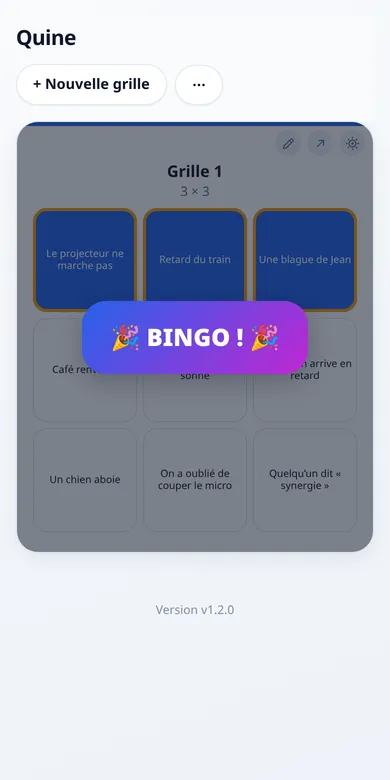 Quine
+ Nouvelle grille
...
Grille 1
3 × 3
Le projecteur ne
marche pas
Retard du train
Une blague de Jean
🎉 BINGO ! 🎉
Café
sonne
arrive en
retard
Un chien aboie
On a oublié de
couper le micro
Quelqu'un dit «
synergie »
Version v1.2.0